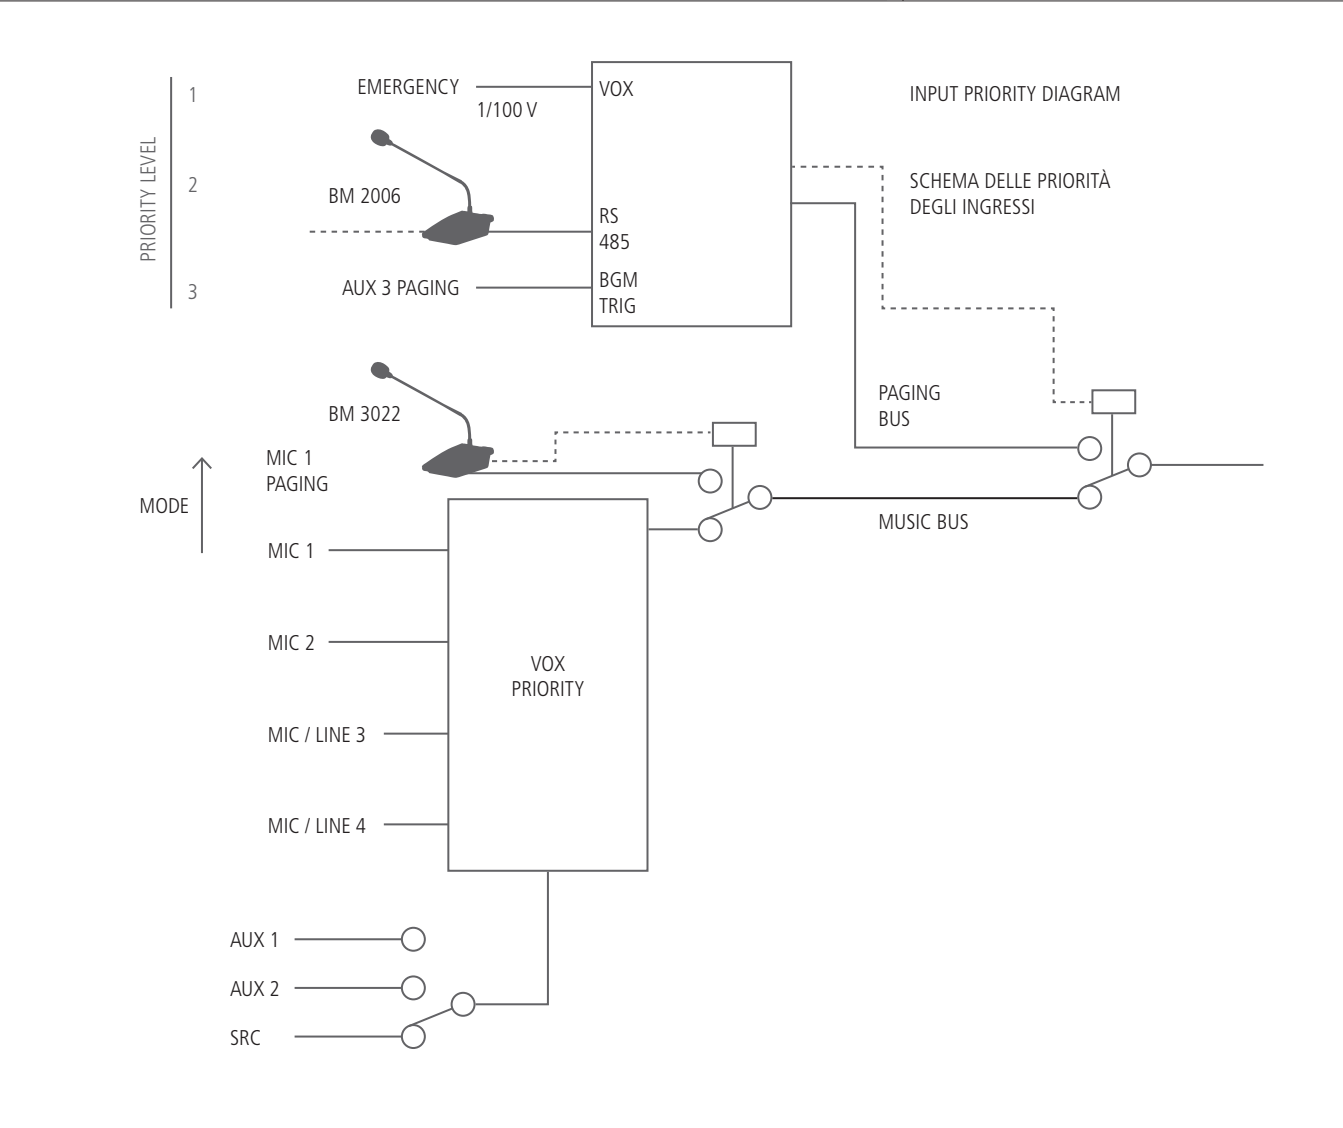 INPUT PRIORITY DIAGRAM
SCHEMA DELLE PRIORITÀ
DEGLI INGRESSI
PRIORITY LEVEL
1
2
3
EMERGENCY
1/100 V
VOX
BM 2006
RS
485
AUX 3 PAGING
BGM
TRIG
BM 3022
PAGING
BUS
MIC 1
PAGING
MODE
MUSIC BUS
MIC 1
MIC 2
VOX
PRIORITY
MIC / LINE 3
MIC / LINE 4
AUX 1
AUX 2
SRC